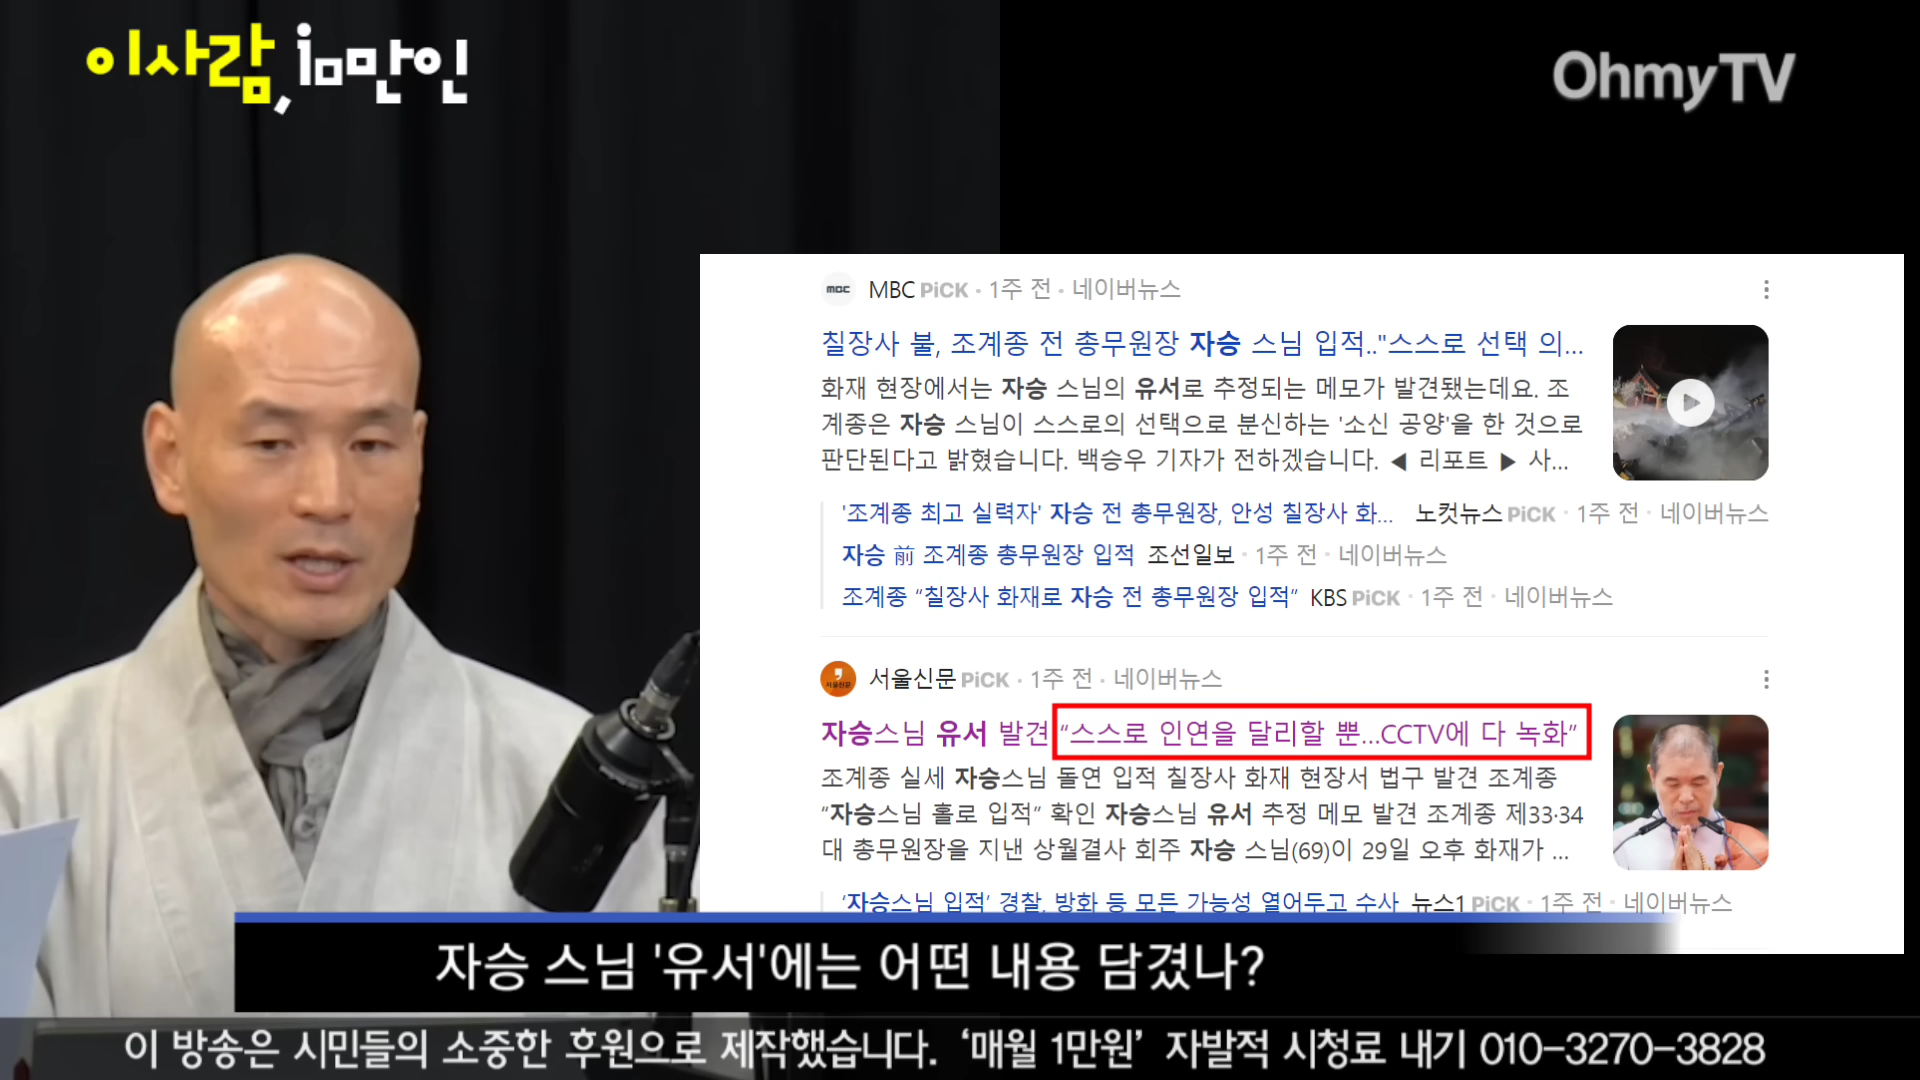 이사람, 10만인
OhmyTV
MBC PiCK · 1주 전 · 네이버뉴스
칠장사 불, 조계종 전 총무원장 자승 스님 입적.."스스로 선택 의...
화재 현장에서는 자승 스님의 유서로 추정되는 메모가 발견됐는데요. 조
계종은 자승 스님이 스스로의 선택으로 분신하는 '소신 공양'을 한 것으로
판단된다고 밝혔습니다. 백승우 기자가 전하겠습니다. ◀ 리포트 ▶ 사...
'조계종 최고 실력자' 자승 전 총무원장, 안성 칠장사 화... 노컷뉴스 PiCK · 1주 전 · 네이버뉴스
자승 前 조계종 총무원장 입적 조선일보 · 1주 전 · 네이버뉴스
조계종 “칠장사 화재로 자승 전 총무원장 입적” KBS PiCK · 1주 전 · 네이버뉴스
서울신문 PiCK · 1주 전 · 네이버뉴스
자승스님 유서 발견 “스스로 인연을 달리할 뿐...CCTV에 다 녹화”
조계종 실세 자승스님 돌연 입적 칠장사 화재 현장서 법구 발견 조계종
“자승스님 홀로 입적” 확인 자승스님 유서 추정 메모 발견 조계종 제33·34
대 총무원장을 지낸 상월결사 회주 자승 스님(69)이 29일 오후 화재가 ...
‘자승스님 입적’ 경찰, 방화 등 모든 가능성 열어두고 수사 뉴스1 PiCK · 1주 전 · 네이버뉴스
자승 스님 '유서'에는 어떤 내용 담겼나?
이 방송은 시민들의 소중한 후원으로 제작했습니다. ‘매월 1만원’ 자발적 시청료 내기 010-3270-3828